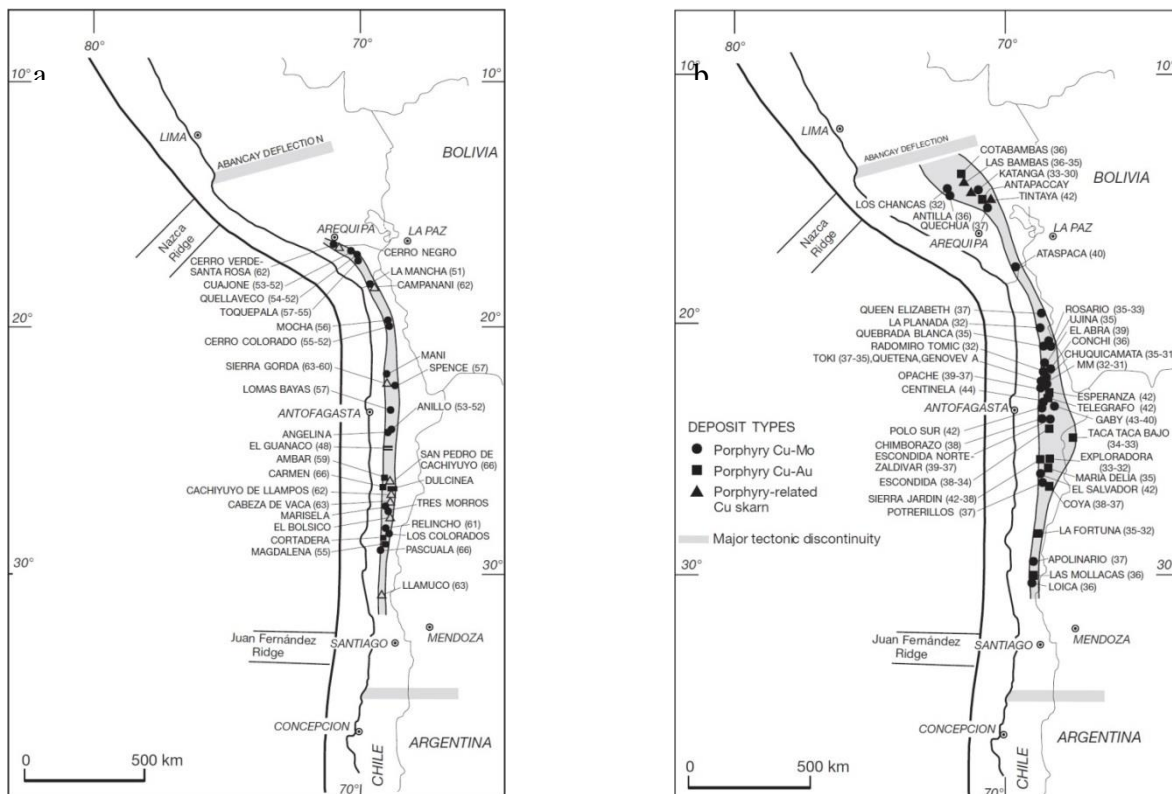 80°
70°
a
10°
10°
LIMA
ABANCAY DEFLECTION
BOLIVIA
Nazca
Ridge
AREQUIPA
LA PAZ
CERRO VERDE-
SANTA ROSA (62)
CERRO NEGRO
CUAJONE (53-52)
LA MANCHA (51)
QUELLAVECO (54-52)
CAMPANANI (62)
TOQUEPALA (57-55)
MOCHA (56)
20°
20°
CERRO COLORADO (55-52)
MANI
SIERRA GORDA (63-60)
SPENCE (57)
LOMAS BAYAS (57)
ANILLO (53-52)
ANTOFAGASTA
ANGELINA
EL GUANACO (48)
AMBAR (59)
SAN PEDRO DE
CACHIYUYO (66)
CARMEN (66)
DULCINEA
CACHIYUYO DE LLAMPOS (62)
CABEZA DE VACA (63)
TRES MORROS
MARISELA
EL BOLSICO
RELINCHO (61)
CORTADERA
LOS COLORADOS
MAGDALENA (55)
PASCUALA (66)
30°
30°
LLAMUCO (63)
Juan Fernández
Ridge
SANTIAGO
MENDOZA
CONCEPCION
CHILE
ARGENTINA
0
500 km
70°
80°
70°
b
10°
10°
LIMA
ABANCAY DEFLECTION
COTABAMBAS (36)
LAS BAMBAS (36-35)
KATANGA (33-30)
ANTAPACCAY
TINTAYA (42)
BOLIVIA
LOS CHANCAS (32)
ANTILLA (36)
QUECHUA (37)
Nazca
Ridge
AREQUIPA
LA PAZ
ATASPACA (40)
20°
20°
QUEEN ELIZABETH (37)
ROSARIO (35-33)
LA PLANADA (32)
UJINA (35)
QUEBRADA BLANCA (35)
EL ABRA (39)
RADOMIRO TOMIC (32)
CONCHI (36)
TOKI (37-35),QUETENA,GENOVEV A
CHUQUICAMATA (35-31)
MM (32-31)
OPACHE (39-37)
CENTINELA (44)
ESPERANZA (42)
ANTOFAGASTA
TELEGRAFO (42)
GABY (43-40)
POLO SUR (42)
TACA TACA BAJO
(34-33)
CHIMBORAZO (38)
ESCONDIDA NORTE-
ZALDIVAR (39-37)
EXPLORADORA
(33-32)
ESCONDIDA (38-34)
MARIA DELIA (35)
SIERRA JARDIN (42-38)
EL SALVADOR (42)
POTRERILLOS (37)
COYA (38-37)
LA FORTUNA (35-32)
APOLINARIO (37)
30°
30°
LAS MOLLACAS (36)
LOICA (36)
DEPOSIT TYPES
Porphyry Cu-Mo
Porphyry Cu-Au
Porphyry-related
Cu skarn
Major tectonic discontinuity
Juan Fernández
Ridge
SANTIAGO
MENDOZA
CONCEPCION
CHILE
ARGENTINA
0
500 km
70°